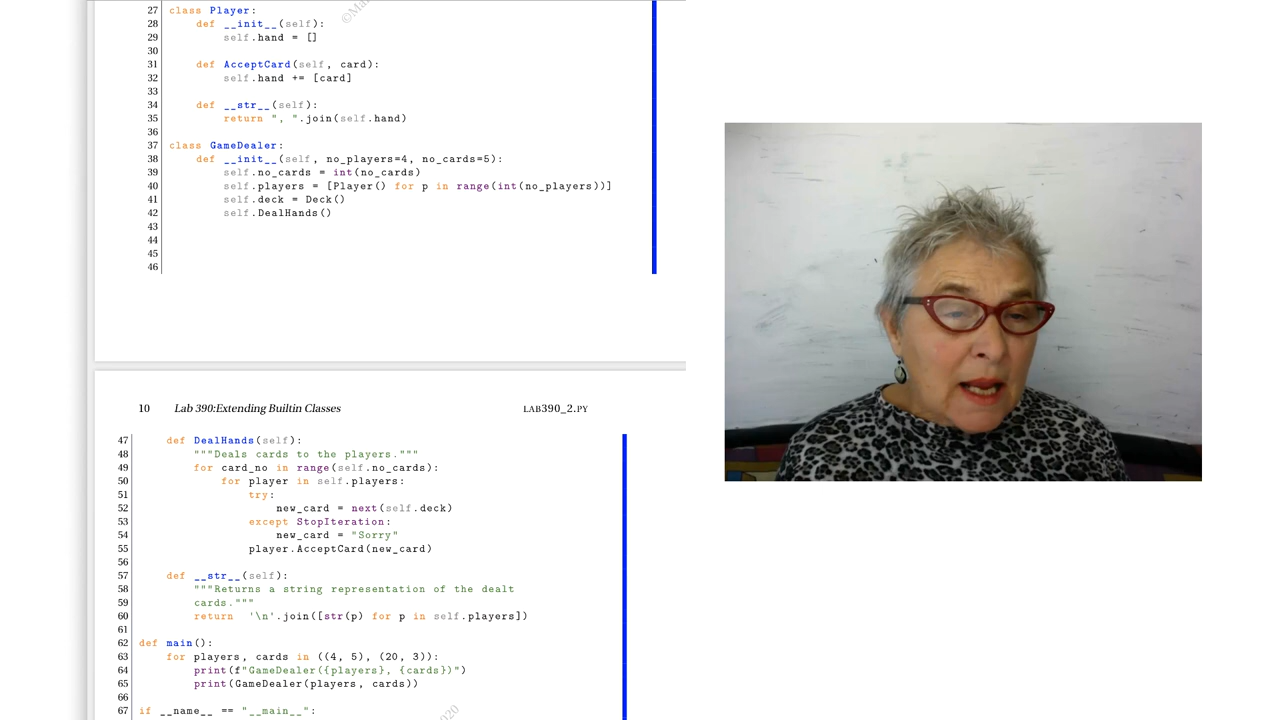 ©Ma
27 class Player:
28     def __init__(self):
29         self.hand = []
30
31     def AcceptCard(self, card):
32         self.hand += [card]
33
34     def __str__(self):
35         return ", ".join(self.hand)
36
37 class GameDealer:
38     def __init__(self, no_players=4, no_cards=5):
39         self.no_cards = int(no_cards)
40         self.players = [Player() for p in range(int(no_players))]
41         self.deck = Deck()
42         self.DealHands()
43
44
45
46
10 Lab 390:Extending Builtin Classes LAB390_2.PY
47     def DealHands(self):
48         """Deals cards to the players."""
49         for card_no in range(self.no_cards):
50             for player in self.players:
51                 try:
52                     new_card = next(self.deck)
53                 except StopIteration:
54                     new_card = "Sorry"
55                 player.AcceptCard(new_card)
56
57     def __str__(self):
58         """Returns a string representation of the dealt
59         cards."""
60         return  '\n'.join([str(p) for p in self.players])
61
62 def main():
63     for players, cards in ((4, 5), (20, 3)):
64         print(f"GameDealer({players}, {cards})")
65         print(GameDealer(players, cards))
66
67 if __name__ == "__main__":
020